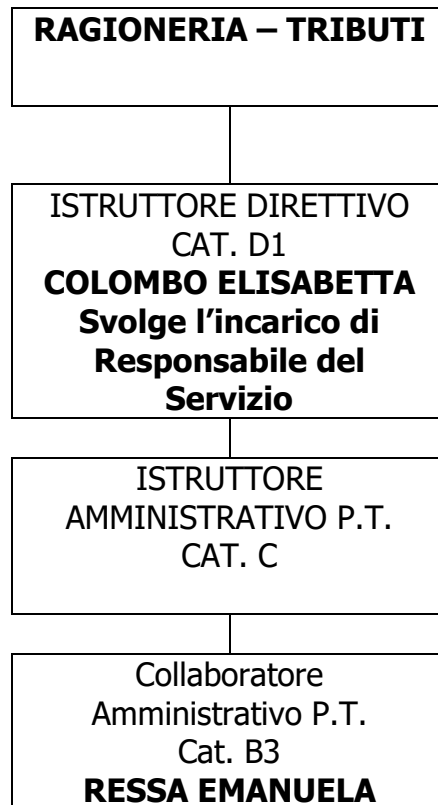 RAGIONERIA – TRIBUTI
ISTRUTTORE DIRETTIVO
CAT. D1
COLOMBO ELISABETTA
Svolge l’incarico di
Responsabile del
Servizio
ISTRUTTORE
AMMINISTRATIVO P.T.
CAT. C
Collaboratore
Amministrativo P.T.
Cat. B3
RESSA EMANUELA